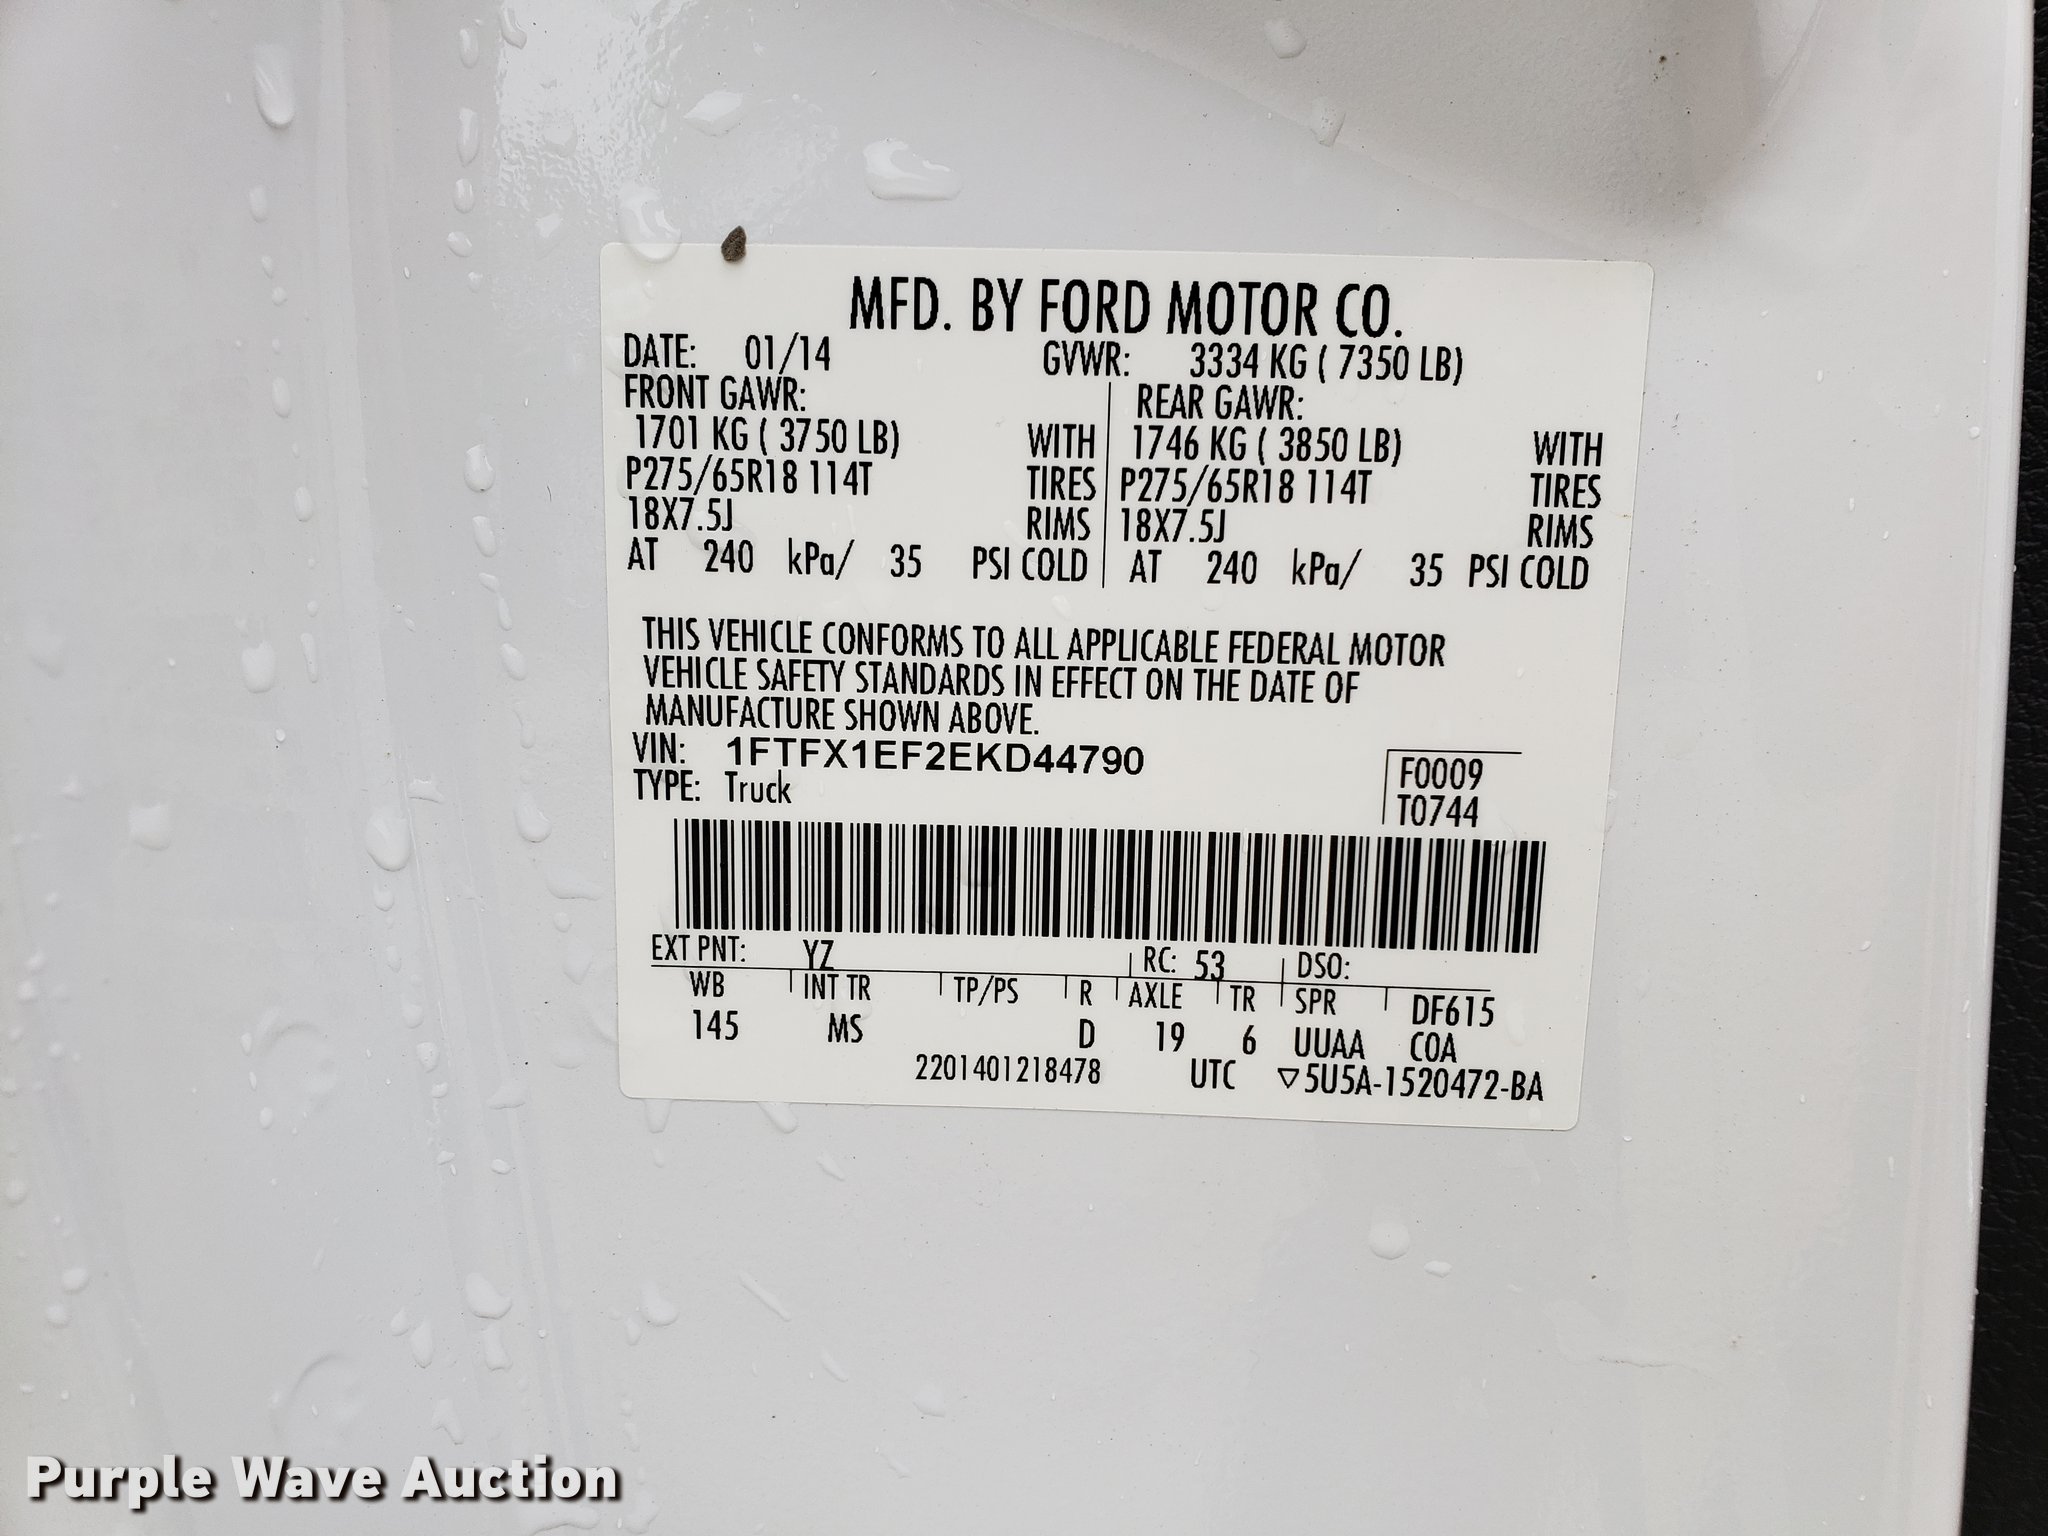 MFD. BY FORD MOTOR CO.
DATE: 01/14 GVWR: 3334 KG ( 7350 LB)
FRONT GAWR: REAR GAWR:
1701 KG ( 3750 LB) WITH 1746 KG ( 3850 LB) WITH
P275/65R18 114T TIRES P275/65R18 114T TIRES
18X7.5J RIMS 18X7.5J RIMS
AT 240 kPa/ 35 PSI COLD AT 240 kPa/ 35 PSI COLD
THIS VEHICLE CONFORMS TO ALL APPLICABLE FEDERAL MOTOR
VEHICLE SAFETY STANDARDS IN EFFECT ON THE DATE OF
MANUFACTURE SHOWN ABOVE.
VIN: 1FTFX1EF2EKD44790 F0009
TYPE: Truck T0744
EXT PNT: YZ RC: 53 DSO:
WB INT TR TP/PS R AXLE TR SPR DF615
145 MS D 19 6 UUAA COA
2201401218478 UTC ▽5U5A-1520472-BA
Purple Wave Auction